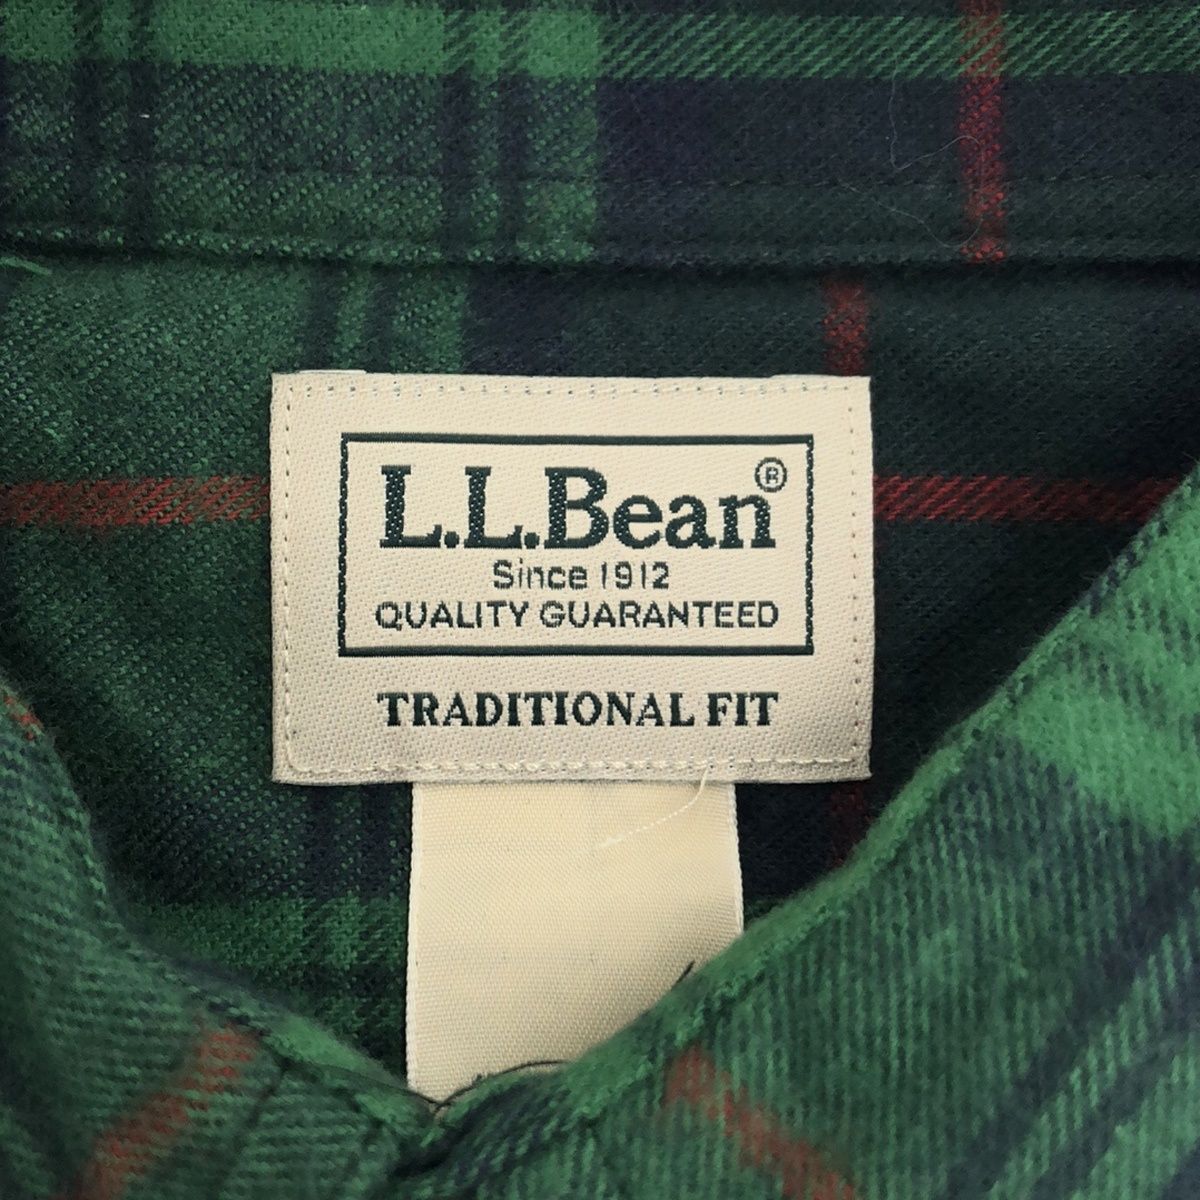 L.L.Bean®
Since 1912
QUALITY GUARANTEED
TRADITIONAL FIT